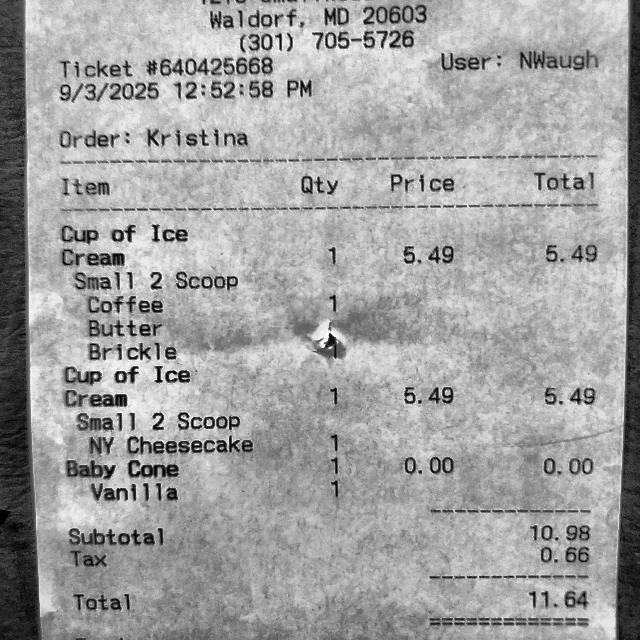 Waldorf, MD 20603
(301) 705-5726
Ticket #640425668 User: NWaugh
9/3/2025 12:52:58 PM
Order: Kristina
Item Qty Price Total
Cup of Ice
Cream 1 5.49 5.49
Small 2 Scoop
Coffee 1
Butter
Brickle 1
Cup of Ice
Cream 1 5.49 5.49
Small 2 Scoop
NY Cheesecake 1
Baby Cone 1 0.00 0.00
Vanilla 1
Subtotal 10.98
Tax 0.66
Total 11.64